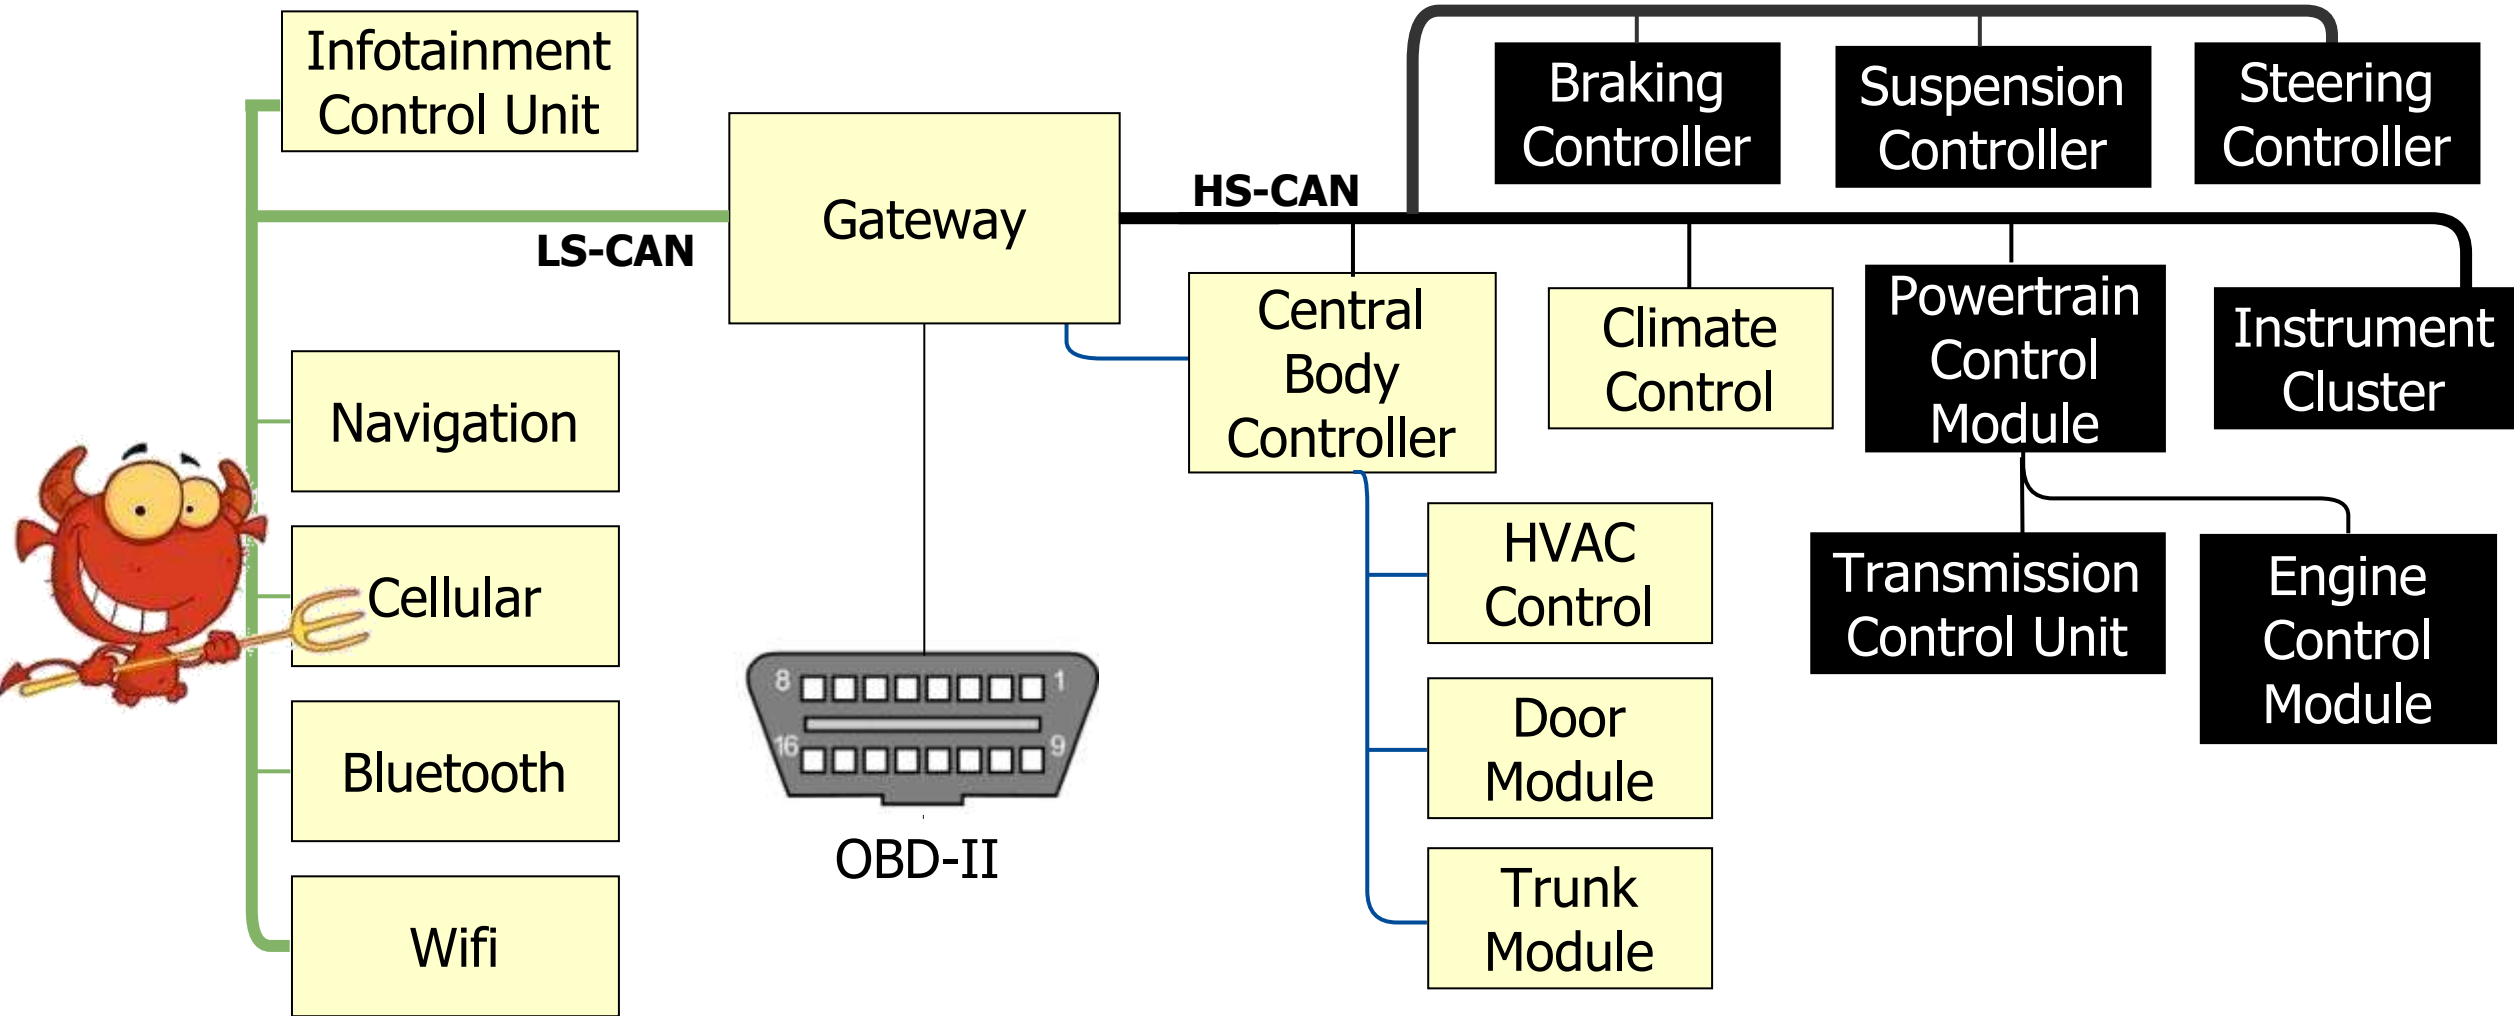 Infotainment
Control Unit
Braking
Controller
Suspension
Controller
Steering
Controller
Gateway
HS-CAN
LS-CAN
Central
Body
Controller
Climate
Control
Powertrain
Control
Module
Instrument
Cluster
Navigation
HVAC
Control
Transmission
Control Unit
Engine
Control
Module
Cellular
8
1
16
9
Door
Module
Bluetooth
OBD-II
Trunk
Module
Wifi